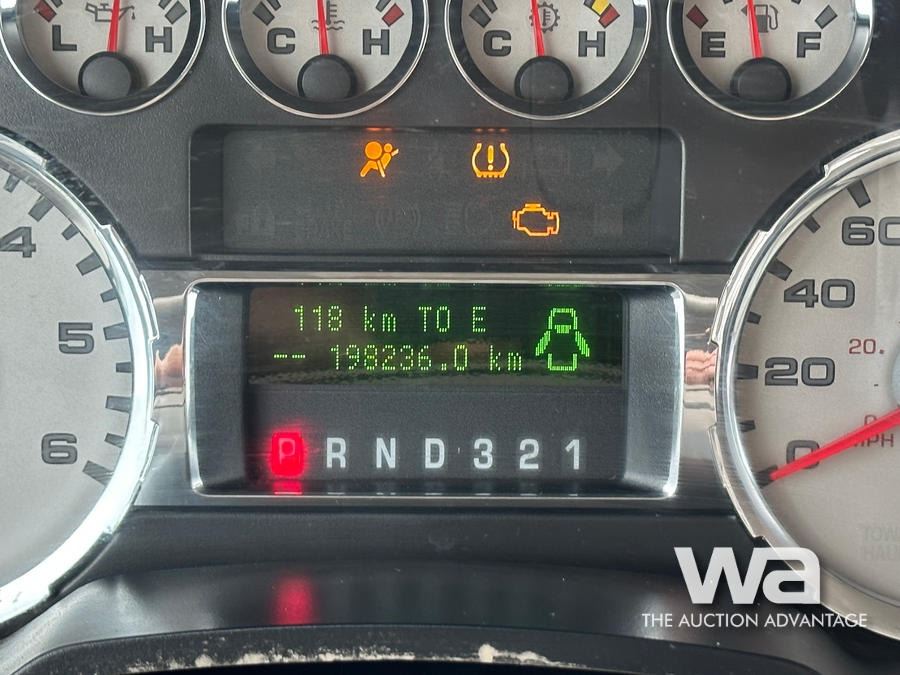 L H
C H
C H
E F
4
5
6
118 km TO E
-- 198236.0 km
P R N D 3 2 1
60
40
20
0
20.
0
MPH
wa
THE AUCTION ADVANTAGE